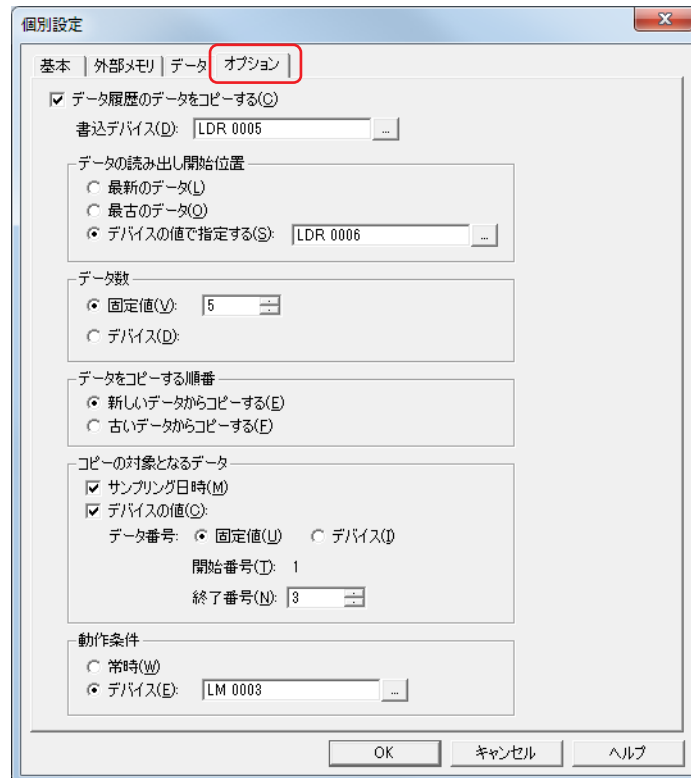 個別設定
基本 外部メモリ データ オプション
データ履歴のデータをコピーする(C)
書込デバイス(D): LDR 0005 ...
データの読み出し開始位置
最新のデータ(L)
最古のデータ(O)
デバイスの値で指定する(S): LDR 0006 ...
データ数
固定値(V): 5
デバイス(D):
データをコピーする順番
新しいデータからコピーする(E)
古いデータからコピーする(F)
コピーの対象となるデータ
サンプリング日時(M)
デバイスの値(C):
データ番号: 固定値(U) デバイス(I)
開始番号(T): 1
終了番号(N): 3
動作条件
常時(W)
デバイス(E): LM 0003 ...
OK キャンセル ヘルプ